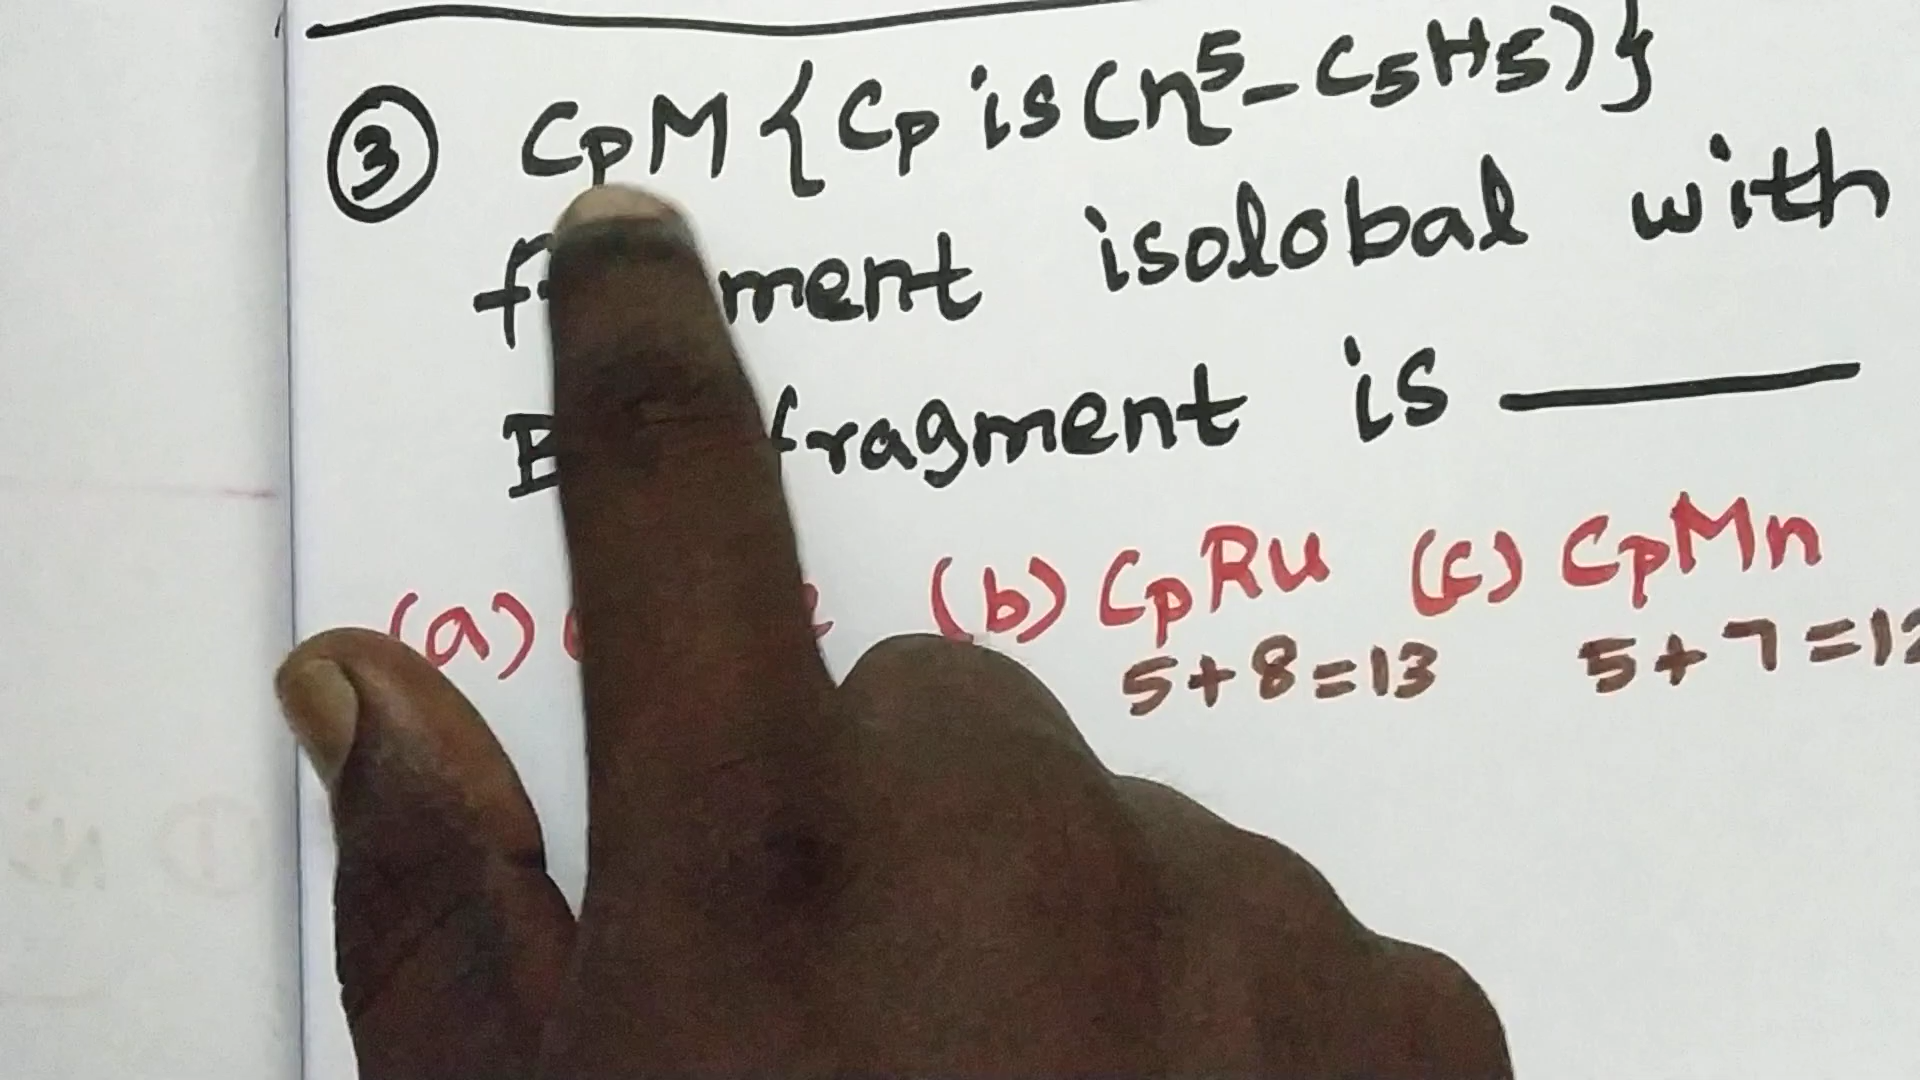 ③ CpM {Cp is (η⁵-C₅H₅)}
isolobal with
fragment is ______
(a) (b) CpRu (c) CpMn
5+8=13 5+7=12